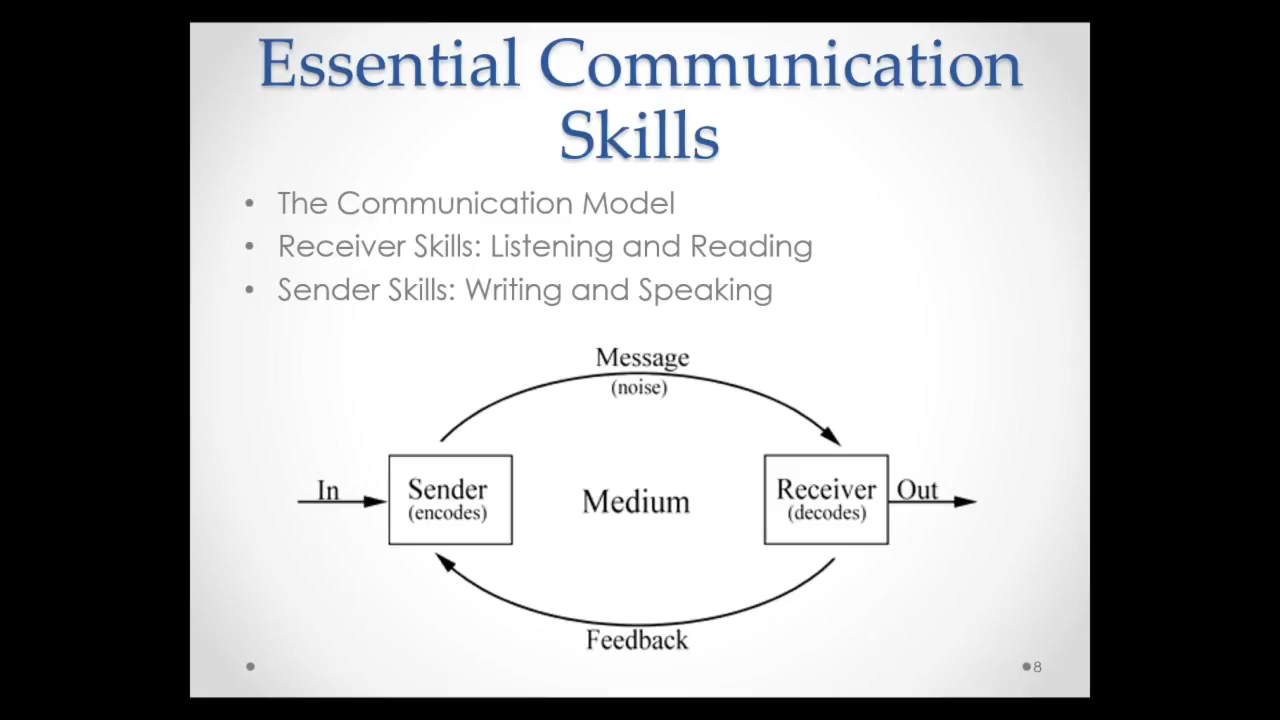 Essential Communication
Skills
• The Communication Model
• Receiver Skills: Listening and Reading
• Sender Skills: Writing and Speaking
Message
(noise)
In
Sender
(encodes)
Medium
Receiver
(decodes)
Out
Feedback
8